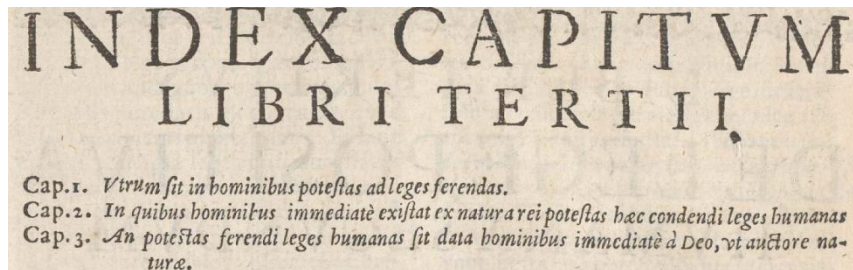 INDEX CAPITVM
LIBRI TERTII.
Cap.1. Vtrum ſit in hominibus poteſtas ad leges ferendas.
Cap.2. In quibus hominibus immediatè exiſtat ex natura rei poteſtas hæc condendi leges humanas
Cap.3. An poteſtas ferendi leges humanas ſit data hominibus immediatè à Deo, vt auctore na-
turæ.